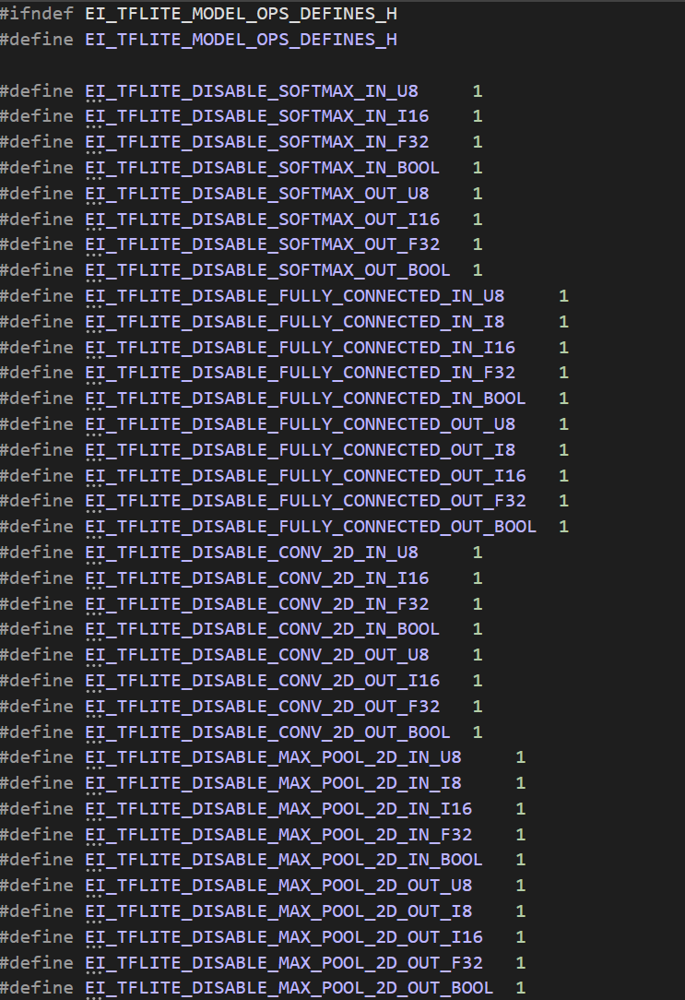 #ifndef EI_TFLITE_MODEL_OPS_DEFINES_H
#define EI_TFLITE_MODEL_OPS_DEFINES_H
#define EI_TFLITE_DISABLE_SOFTMAX_IN_U8 1
#define EI_TFLITE_DISABLE_SOFTMAX_IN_I16 1
#define EI_TFLITE_DISABLE_SOFTMAX_IN_F32 1
#define EI_TFLITE_DISABLE_SOFTMAX_IN_BOOL 1
#define EI_TFLITE_DISABLE_SOFTMAX_OUT_U8 1
#define EI_TFLITE_DISABLE_SOFTMAX_OUT_I16 1
#define EI_TFLITE_DISABLE_SOFTMAX_OUT_F32 1
#define EI_TFLITE_DISABLE_SOFTMAX_OUT_BOOL 1
#define EI_TFLITE_DISABLE_FULLY_CONNECTED_IN_U8 1
#define EI_TFLITE_DISABLE_FULLY_CONNECTED_IN_I8 1
#define EI_TFLITE_DISABLE_FULLY_CONNECTED_IN_I16 1
#define EI_TFLITE_DISABLE_FULLY_CONNECTED_IN_F32 1
#define EI_TFLITE_DISABLE_FULLY_CONNECTED_IN_BOOL 1
#define EI_TFLITE_DISABLE_FULLY_CONNECTED_OUT_U8 1
#define EI_TFLITE_DISABLE_FULLY_CONNECTED_OUT_I8 1
#define EI_TFLITE_DISABLE_FULLY_CONNECTED_OUT_I16 1
#define EI_TFLITE_DISABLE_FULLY_CONNECTED_OUT_F32 1
#define EI_TFLITE_DISABLE_FULLY_CONNECTED_OUT_BOOL 1
#define EI_TFLITE_DISABLE_CONV_2D_IN_U8 1
#define EI_TFLITE_DISABLE_CONV_2D_IN_I16 1
#define EI_TFLITE_DISABLE_CONV_2D_IN_F32 1
#define EI_TFLITE_DISABLE_CONV_2D_IN_BOOL 1
#define EI_TFLITE_DISABLE_CONV_2D_OUT_U8 1
#define EI_TFLITE_DISABLE_CONV_2D_OUT_I16 1
#define EI_TFLITE_DISABLE_CONV_2D_OUT_F32 1
#define EI_TFLITE_DISABLE_CONV_2D_OUT_BOOL 1
#define EI_TFLITE_DISABLE_MAX_POOL_2D_IN_U8 1
#define EI_TFLITE_DISABLE_MAX_POOL_2D_IN_I8 1
#define EI_TFLITE_DISABLE_MAX_POOL_2D_IN_I16 1
#define EI_TFLITE_DISABLE_MAX_POOL_2D_IN_F32 1
#define EI_TFLITE_DISABLE_MAX_POOL_2D_IN_BOOL 1
#define EI_TFLITE_DISABLE_MAX_POOL_2D_OUT_U8 1
#define EI_TFLITE_DISABLE_MAX_POOL_2D_OUT_I8 1
#define EI_TFLITE_DISABLE_MAX_POOL_2D_OUT_I16 1
#define EI_TFLITE_DISABLE_MAX_POOL_2D_OUT_F32 1
#define EI_TFLITE_DISABLE_MAX_POOL_2D_OUT_BOOL 1